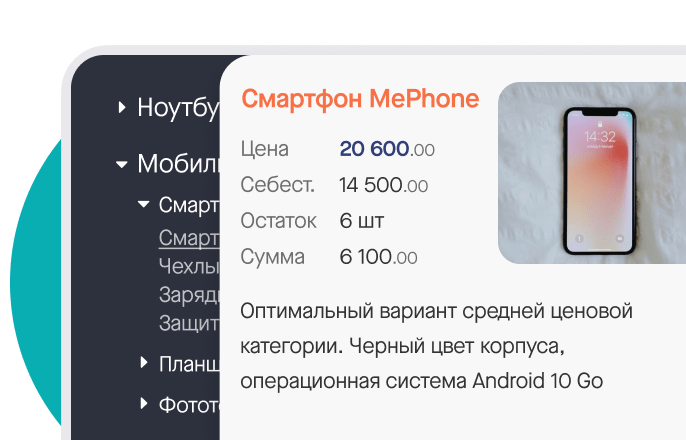 Смартфон MePhone
Цена 20 600.00
Себест. 14 500.00
Остаток 6 шт
Сумма 6 100.00
Оптимальный вариант средней ценовой
категории. Черный цвет корпуса,
операционная система Android 10 Go
Ноутбу
Мобил
Смарт
Смарт
Чехлы
Заряд
Защит
План
Фотот
14:32